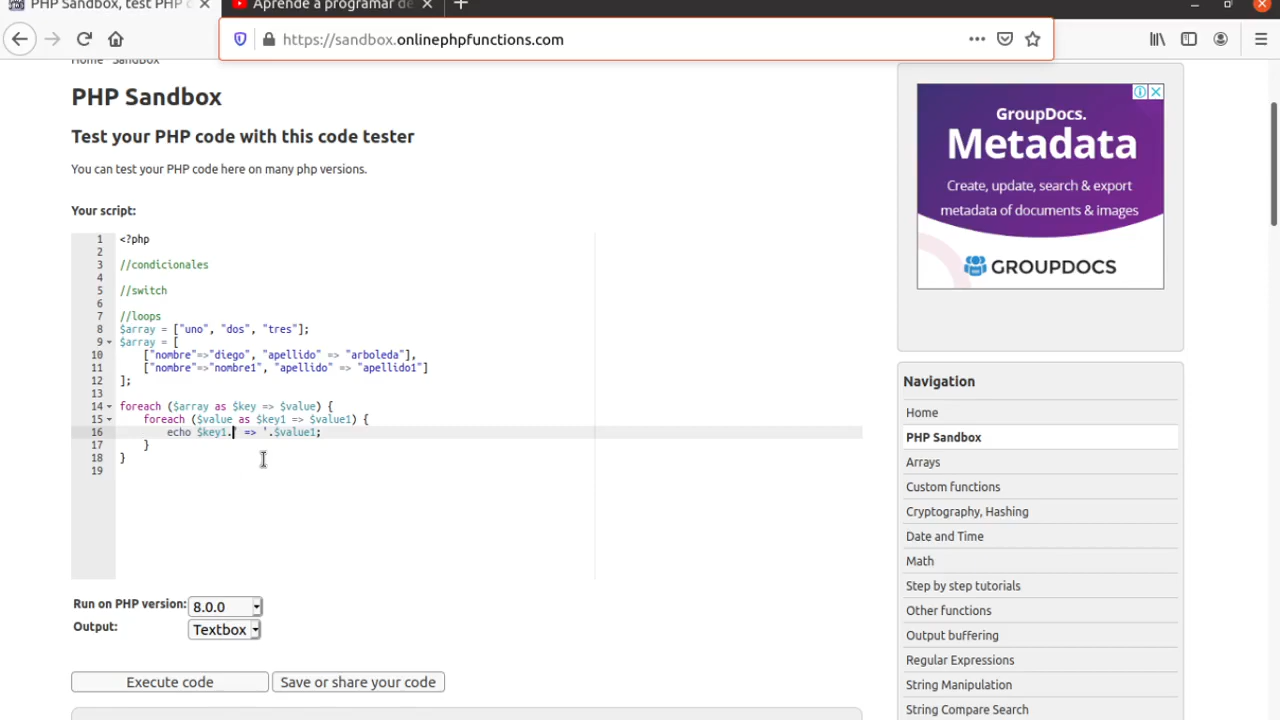 PHP Sandbox, test PHP c
Aprende a programar de
https://sandbox.onlinephpfunctions.com
Home Sandbox
PHP Sandbox
Test your PHP code with this code tester
You can test your PHP code here on many php versions.
Your script:
1 <?php
2
3 //condicionales
4
5 //switch
6
7 //loops
8 $array = ["uno", "dos", "tres"];
9 $array = [
10 ["nombre"=>"diego", "apellido" => "arboleda"],
11 ["nombre"=>"nombre1", "apellido" => "apellido1"]
12 ];
13
14 foreach ($array as $key => $value) {
15 foreach ($value as $key1 => $value1) {
16 echo $key1.' => '.$value1;
17 }
18 }
19
Run on PHP version: 8.0.0
Output: Textbox
Execute code
Save or share your code
GroupDocs.
Metadata
Create, update, search & export
metadata of documents & images
GROUPDOCS
Navigation
Home
PHP Sandbox
Arrays
Custom functions
Cryptography, Hashing
Date and Time
Math
Step by step tutorials
Other functions
Output buffering
Regular Expressions
String Manipulation
String Compare Search